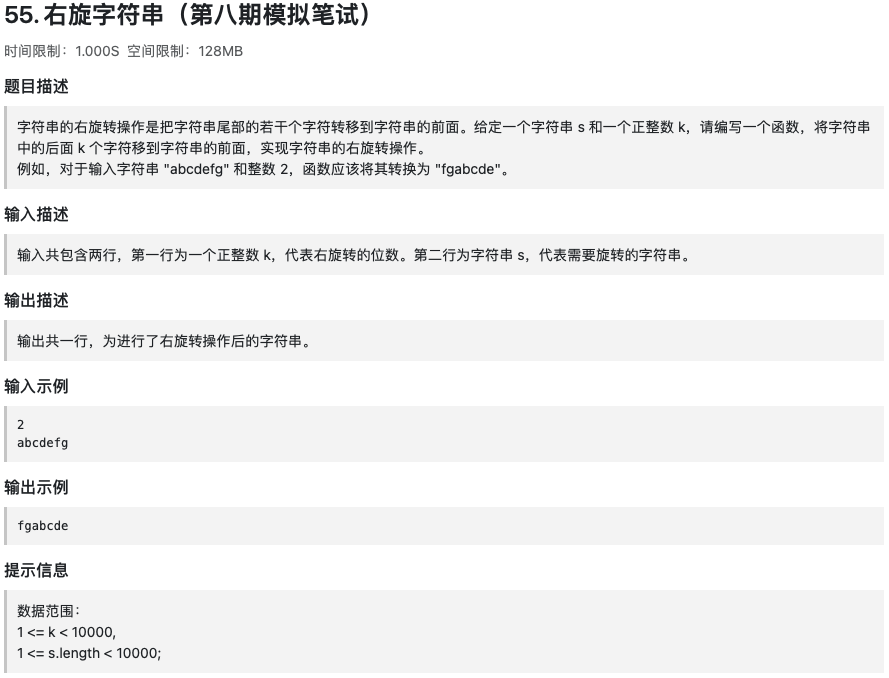 55. 右旋字符串（第八期模拟笔试）
时间限制：1.000S 空间限制：128MB
题目描述
字符串的右旋转操作是把字符串尾部的若干个字符转移到字符串的前面。给定一个字符串 s 和一个正整数 k，请编写一个函数，将字符串
中的后面 k 个字符移到字符串的前面，实现字符串的右旋转操作。
例如，对于输入字符串 "abcdefg" 和整数 2，函数应该将其转换为 "fgabcde"。
输入描述
输入共包含两行，第一行为一个正整数 k，代表右旋转的位数。第二行为字符串 s，代表需要旋转的字符串。
输出描述
输出共一行，为进行了右旋转操作后的字符串。
输入示例
2
abcdefg
输出示例
fgabcde
提示信息
数据范围：
1 <= k < 10000,
1 <= s.length < 10000;